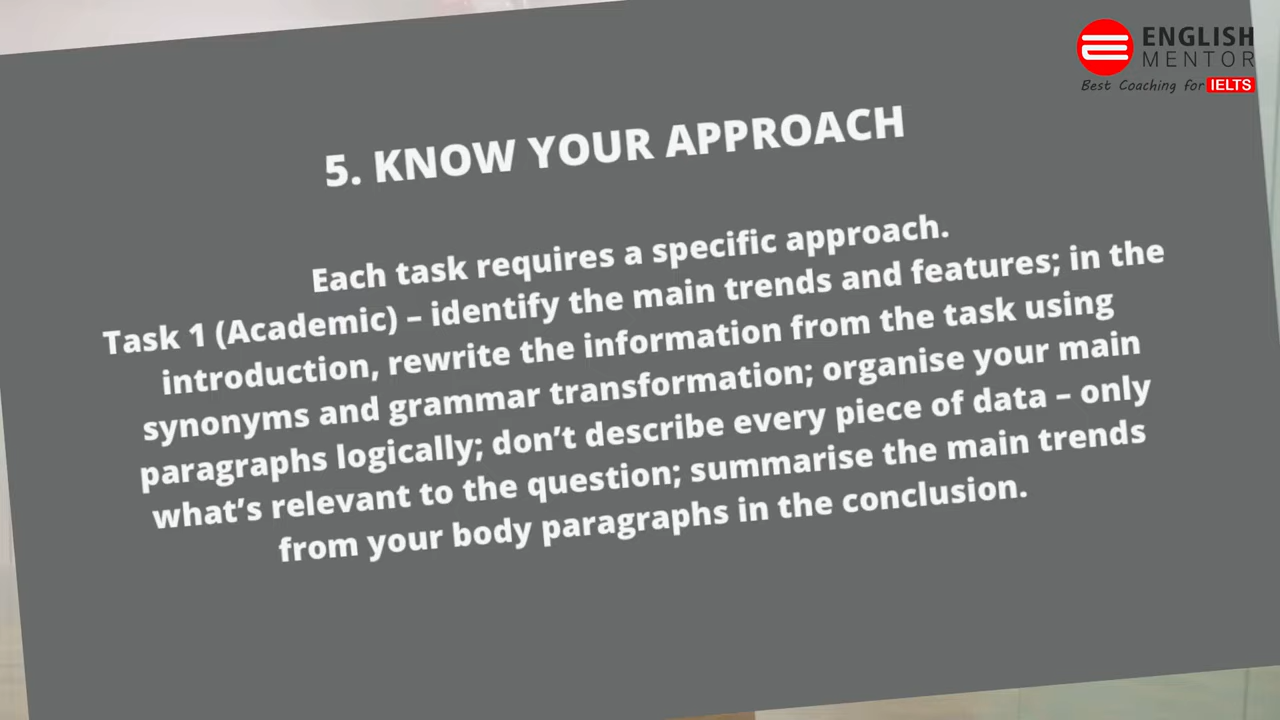 ENGLISH
MENTOR
Best Coaching for IELTS
5. KNOW YOUR APPROACH
Each task requires a specific approach.
Task 1 (Academic) – identify the main trends and features; in the
introduction, rewrite the information from the task using
synonyms and grammar transformation; organise your main
paragraphs logically; don’t describe every piece of data – only
what’s relevant to the question; summarise the main trends
from your body paragraphs in the conclusion.